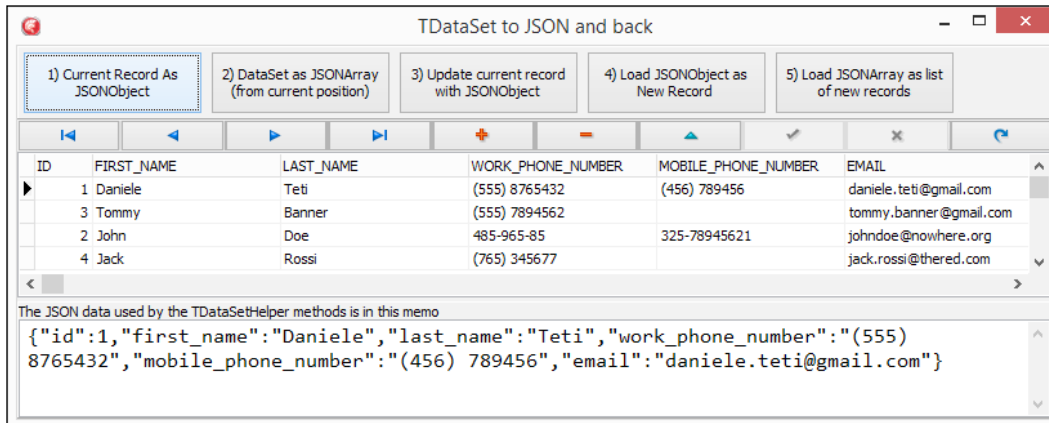 TDataSet to JSON and back
1) Current Record As
JSONObject
2) DataSet as JSONArray
(from current position)
3) Update current record
with JSONObject
4) Load JSONObject as
New Record
5) Load JSONArray as list
of new records
ID FIRST_NAME LAST_NAME WORK_PHONE_NUMBER MOBILE_PHONE_NUMBER EMAIL
1 Daniele Teti (555) 8765432 (456) 789456 daniele.teti@gmail.com
3 Tommy Banner (555) 7894562 tommy.banner@gmail.com
2 John Doe 485-965-85 325-78945621 johndoe@nowhere.org
4 Jack Rossi (765) 345677 jack.rossi@thered.com
The JSON data used by the TDataSetHelper methods is in this memo
{"id":1,"first_name":"Daniele","last_name":"Teti","work_phone_number":"(555)
8765432","mobile_phone_number":"(456) 789456","email":"daniele.teti@gmail.com"}